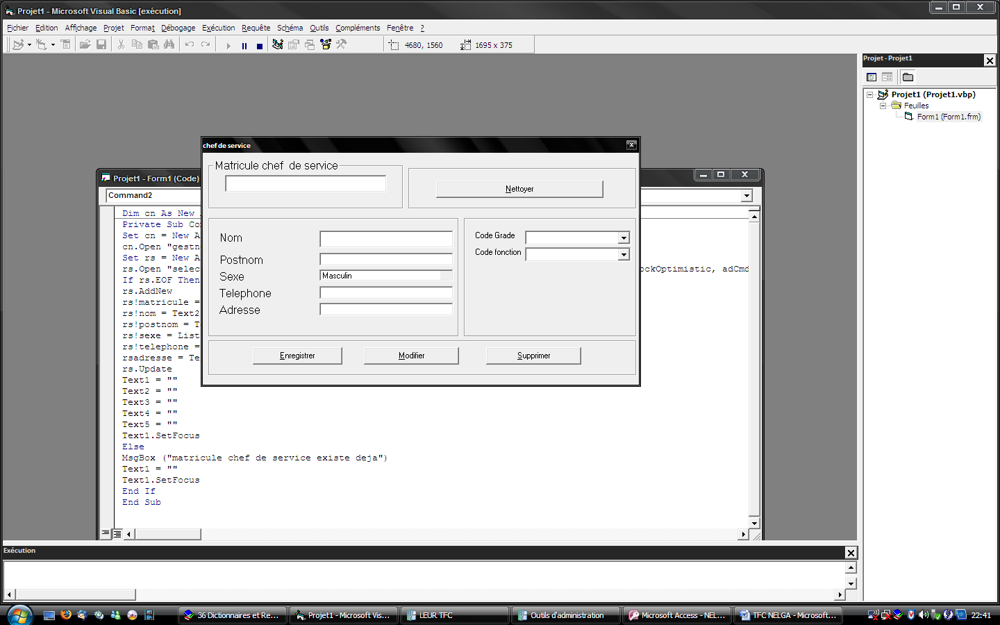 Projet1 - Microsoft Visual Basic [exécution]
Fichier Edition Affichage Projet Format Débogage Exécution Requête Schéma Outils Compléments Fenêtre ?
4680, 1560 1695 x 375
Projet - Projet1
Projet1 (Projet1.vbp)
Feuilles
Form1 (Form1.frm)
chef de service
Matricule chef de service
Nettoyer
Nom
Postnom
Sexe Masculin
Telephone
Adresse
Code Grade
Code fonction
Enregistrer Modifier Supprimer
Projet1 - Form1 (Code)
Command2
Dim cn As New
Private Sub Co
Set cn = New A
cn.Open "gest
Set rs = New A
rs.Open "selec ckOptimistic, adCmd
If rs.EOF Then
rs.AddNew
rs!matricule =
rs!nom = Text2
rs!postnom = T
rs!sexe = List
rs!telephone =
rsadresse = Te
rs.Update
Text1 = ""
Text2 = ""
Text3 = ""
Text4 = ""
Text5 = ""
Text1.SetFocus
Else
MsgBox ("matricule chef de service existe deja")
Text1 = ""
Text1.SetFocus
End If
End Sub
Exécution
36 Dictionnaires et Re... Projet1 - Microsoft Vis... LEUR TFC Outils d'administration Microsoft Access - NEL... TFC NELGA - Microsoft... 22:41